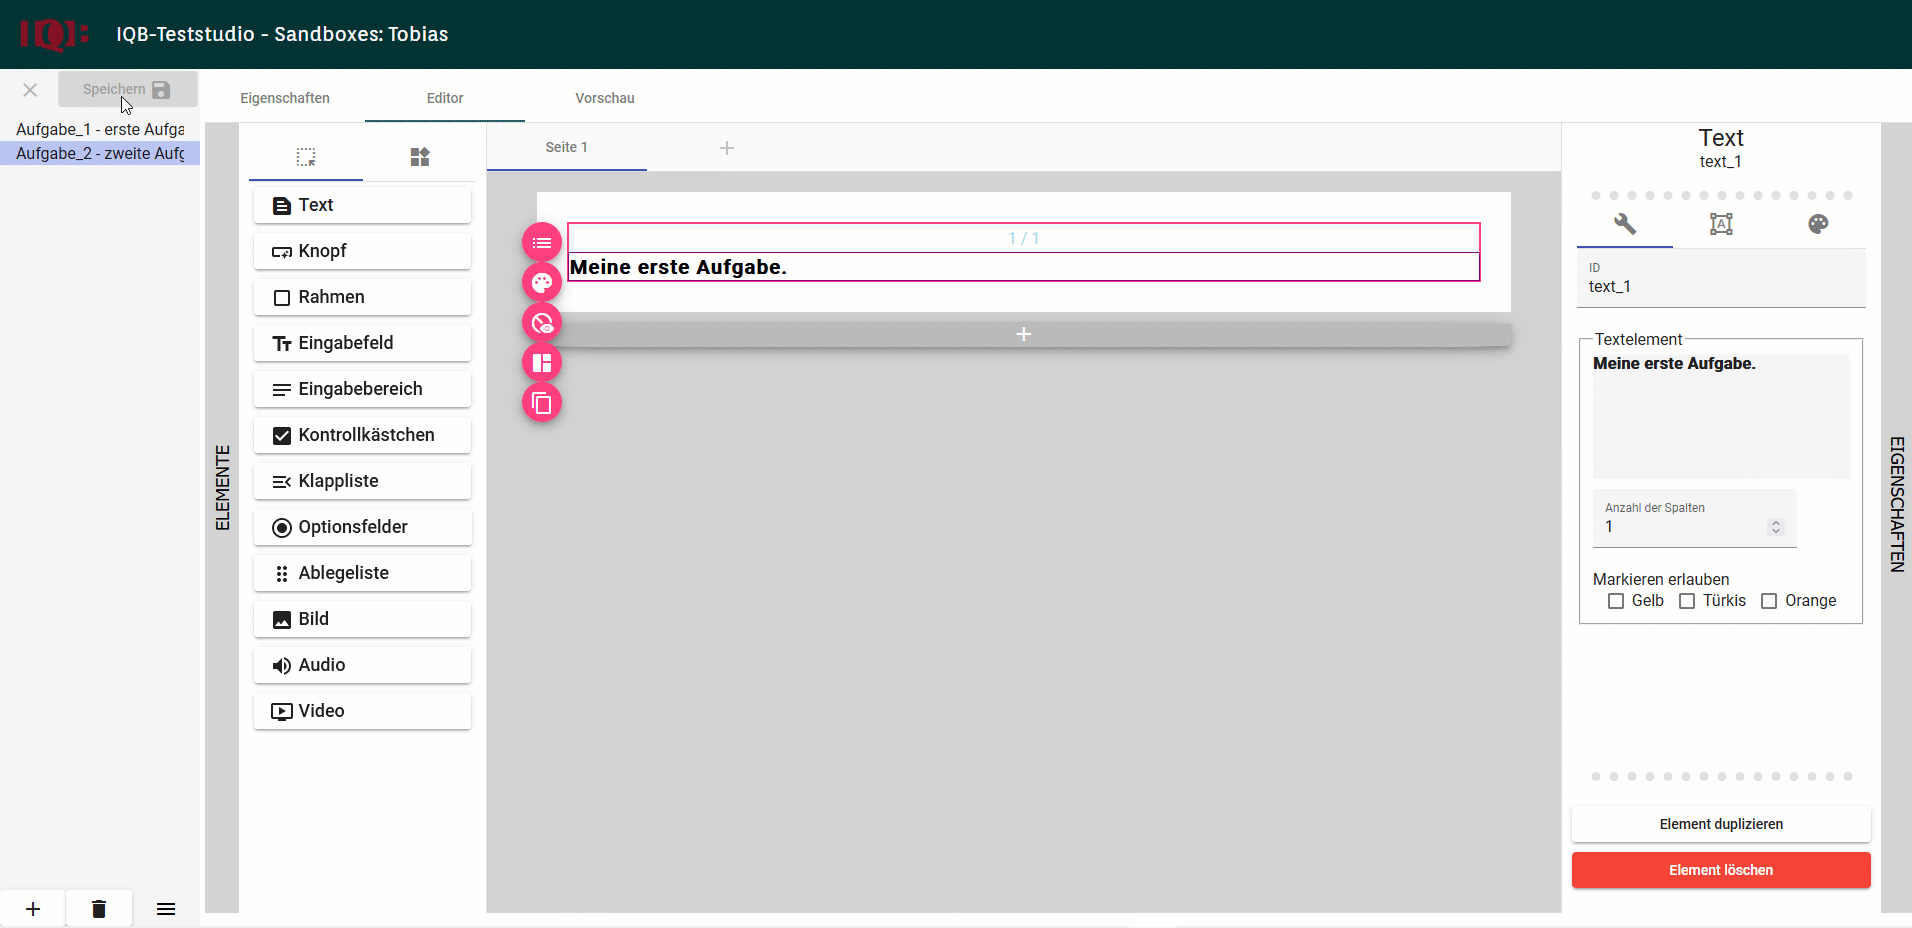 IQB IQB-Teststudio - Sandboxes: Tobias
Speichern
Aufgabe_1 - erste Aufga
Aufgabe_2 - zweite Aufg
Eigenschaften
Editor
Vorschau
ELEMENTE
Text
Knopf
Rahmen
Eingabefeld
Eingabebereich
Kontrollkästchen
Klappliste
Optionsfelder
Ablegeliste
Bild
Audio
Video
Seite 1
1 / 1
Meine erste Aufgabe.
Text
text_1
ID
text_1
Textelement
Meine erste Aufgabe.
Anzahl der Spalten
1
Markieren erlauben
Gelb Türkis Orange
Element duplizieren
Element löschen
EIGENSCHAFTEN